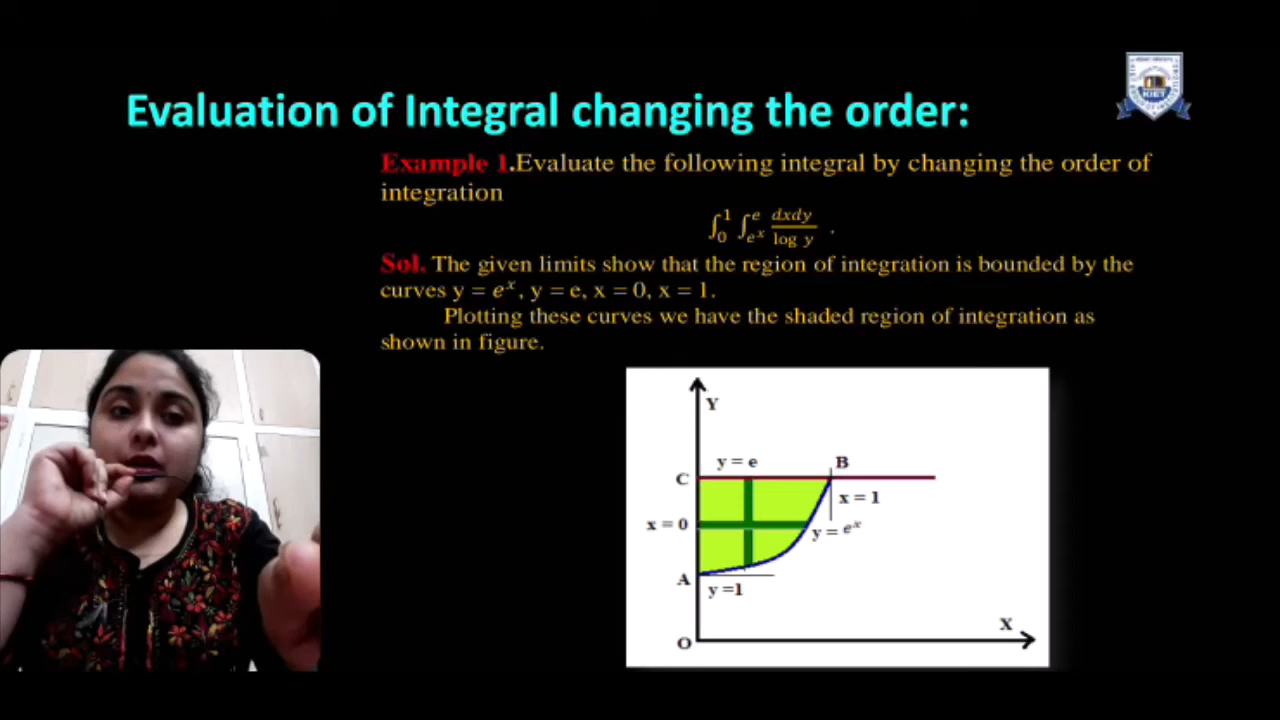 Evaluation of Integral changing the order:
Example 1.Evaluate the following integral by changing the order of
integration
∫₀¹ ∫ₑˣᵉ dxdy / log y .
Sol. The given limits show that the region of integration is bounded by the
curves y = eˣ, y = e, x = 0, x = 1.
Plotting these curves we have the shaded region of integration as
shown in figure.
Y
y = e
B
C
x = 1
x = 0
y = eˣ
A
y =1
X
O
KIET